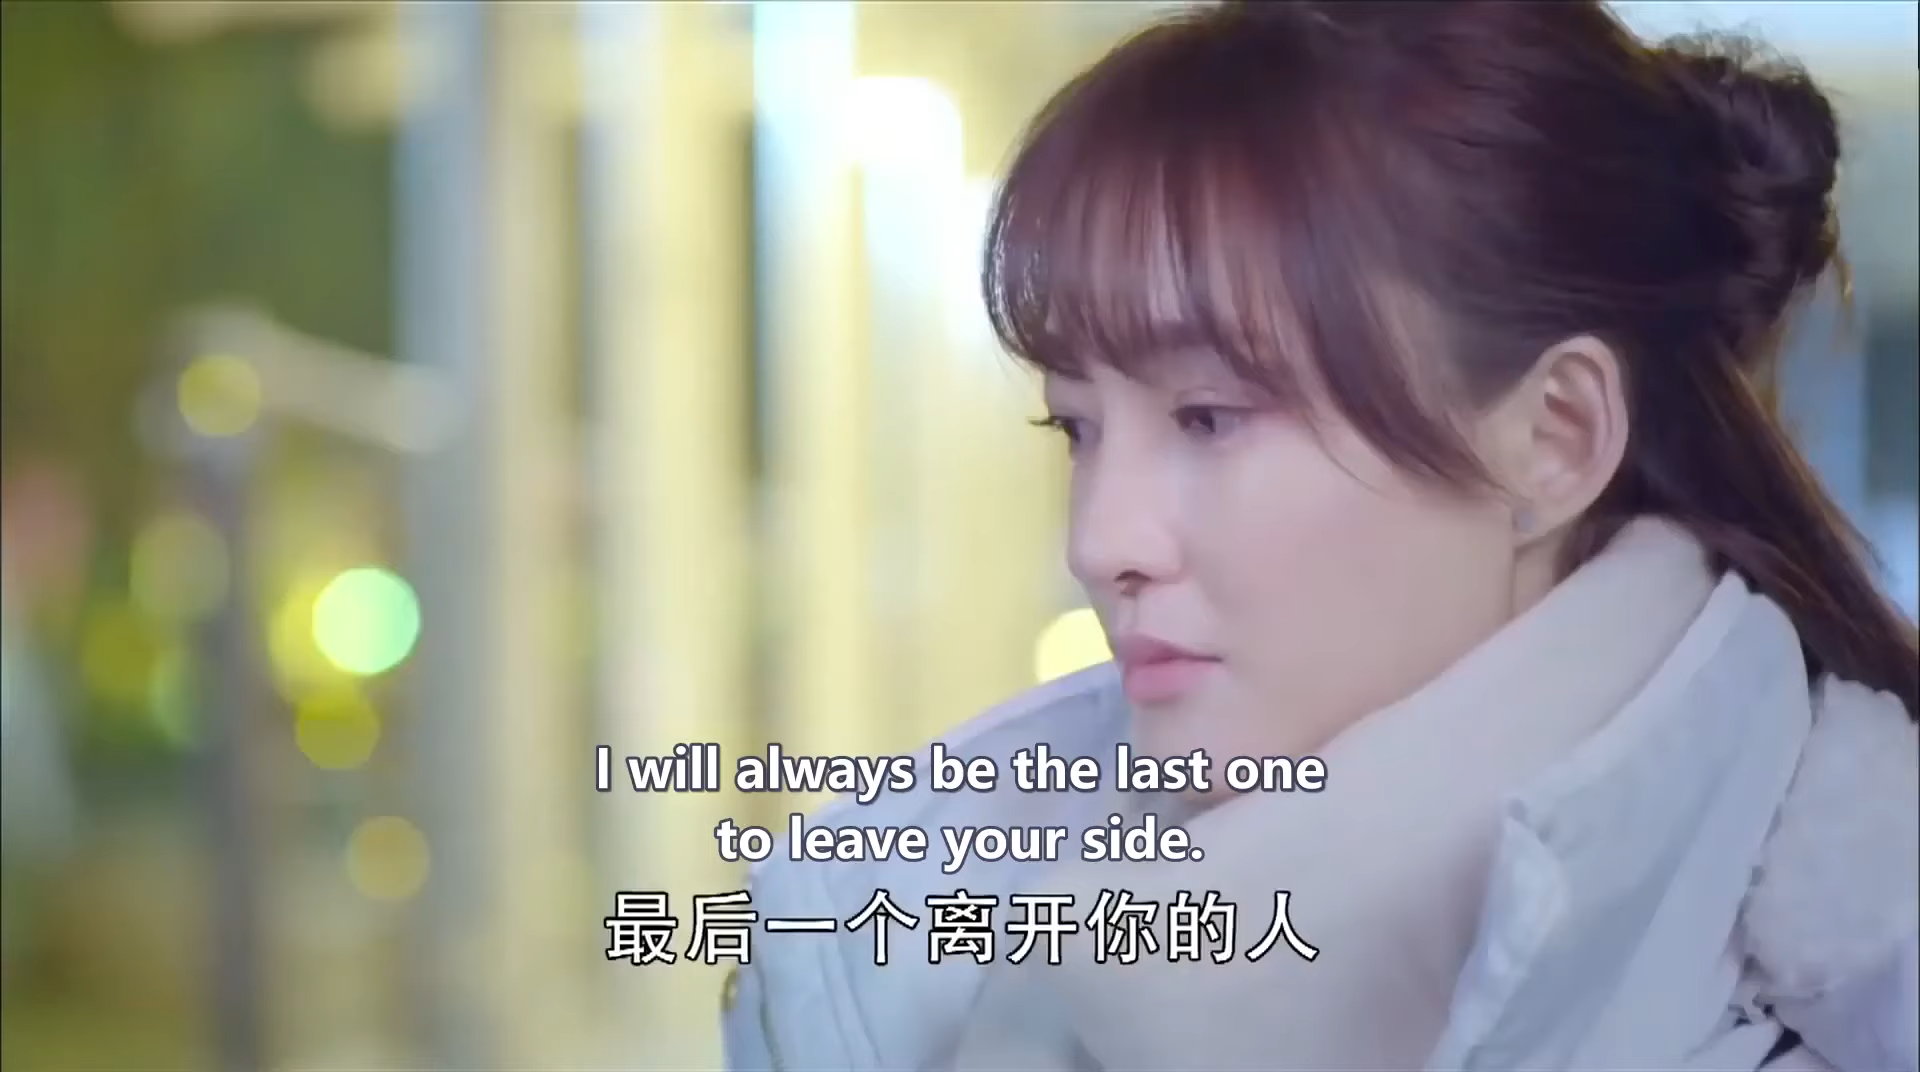 I will always be the last one
to leave your side.
最后一个离开你的人